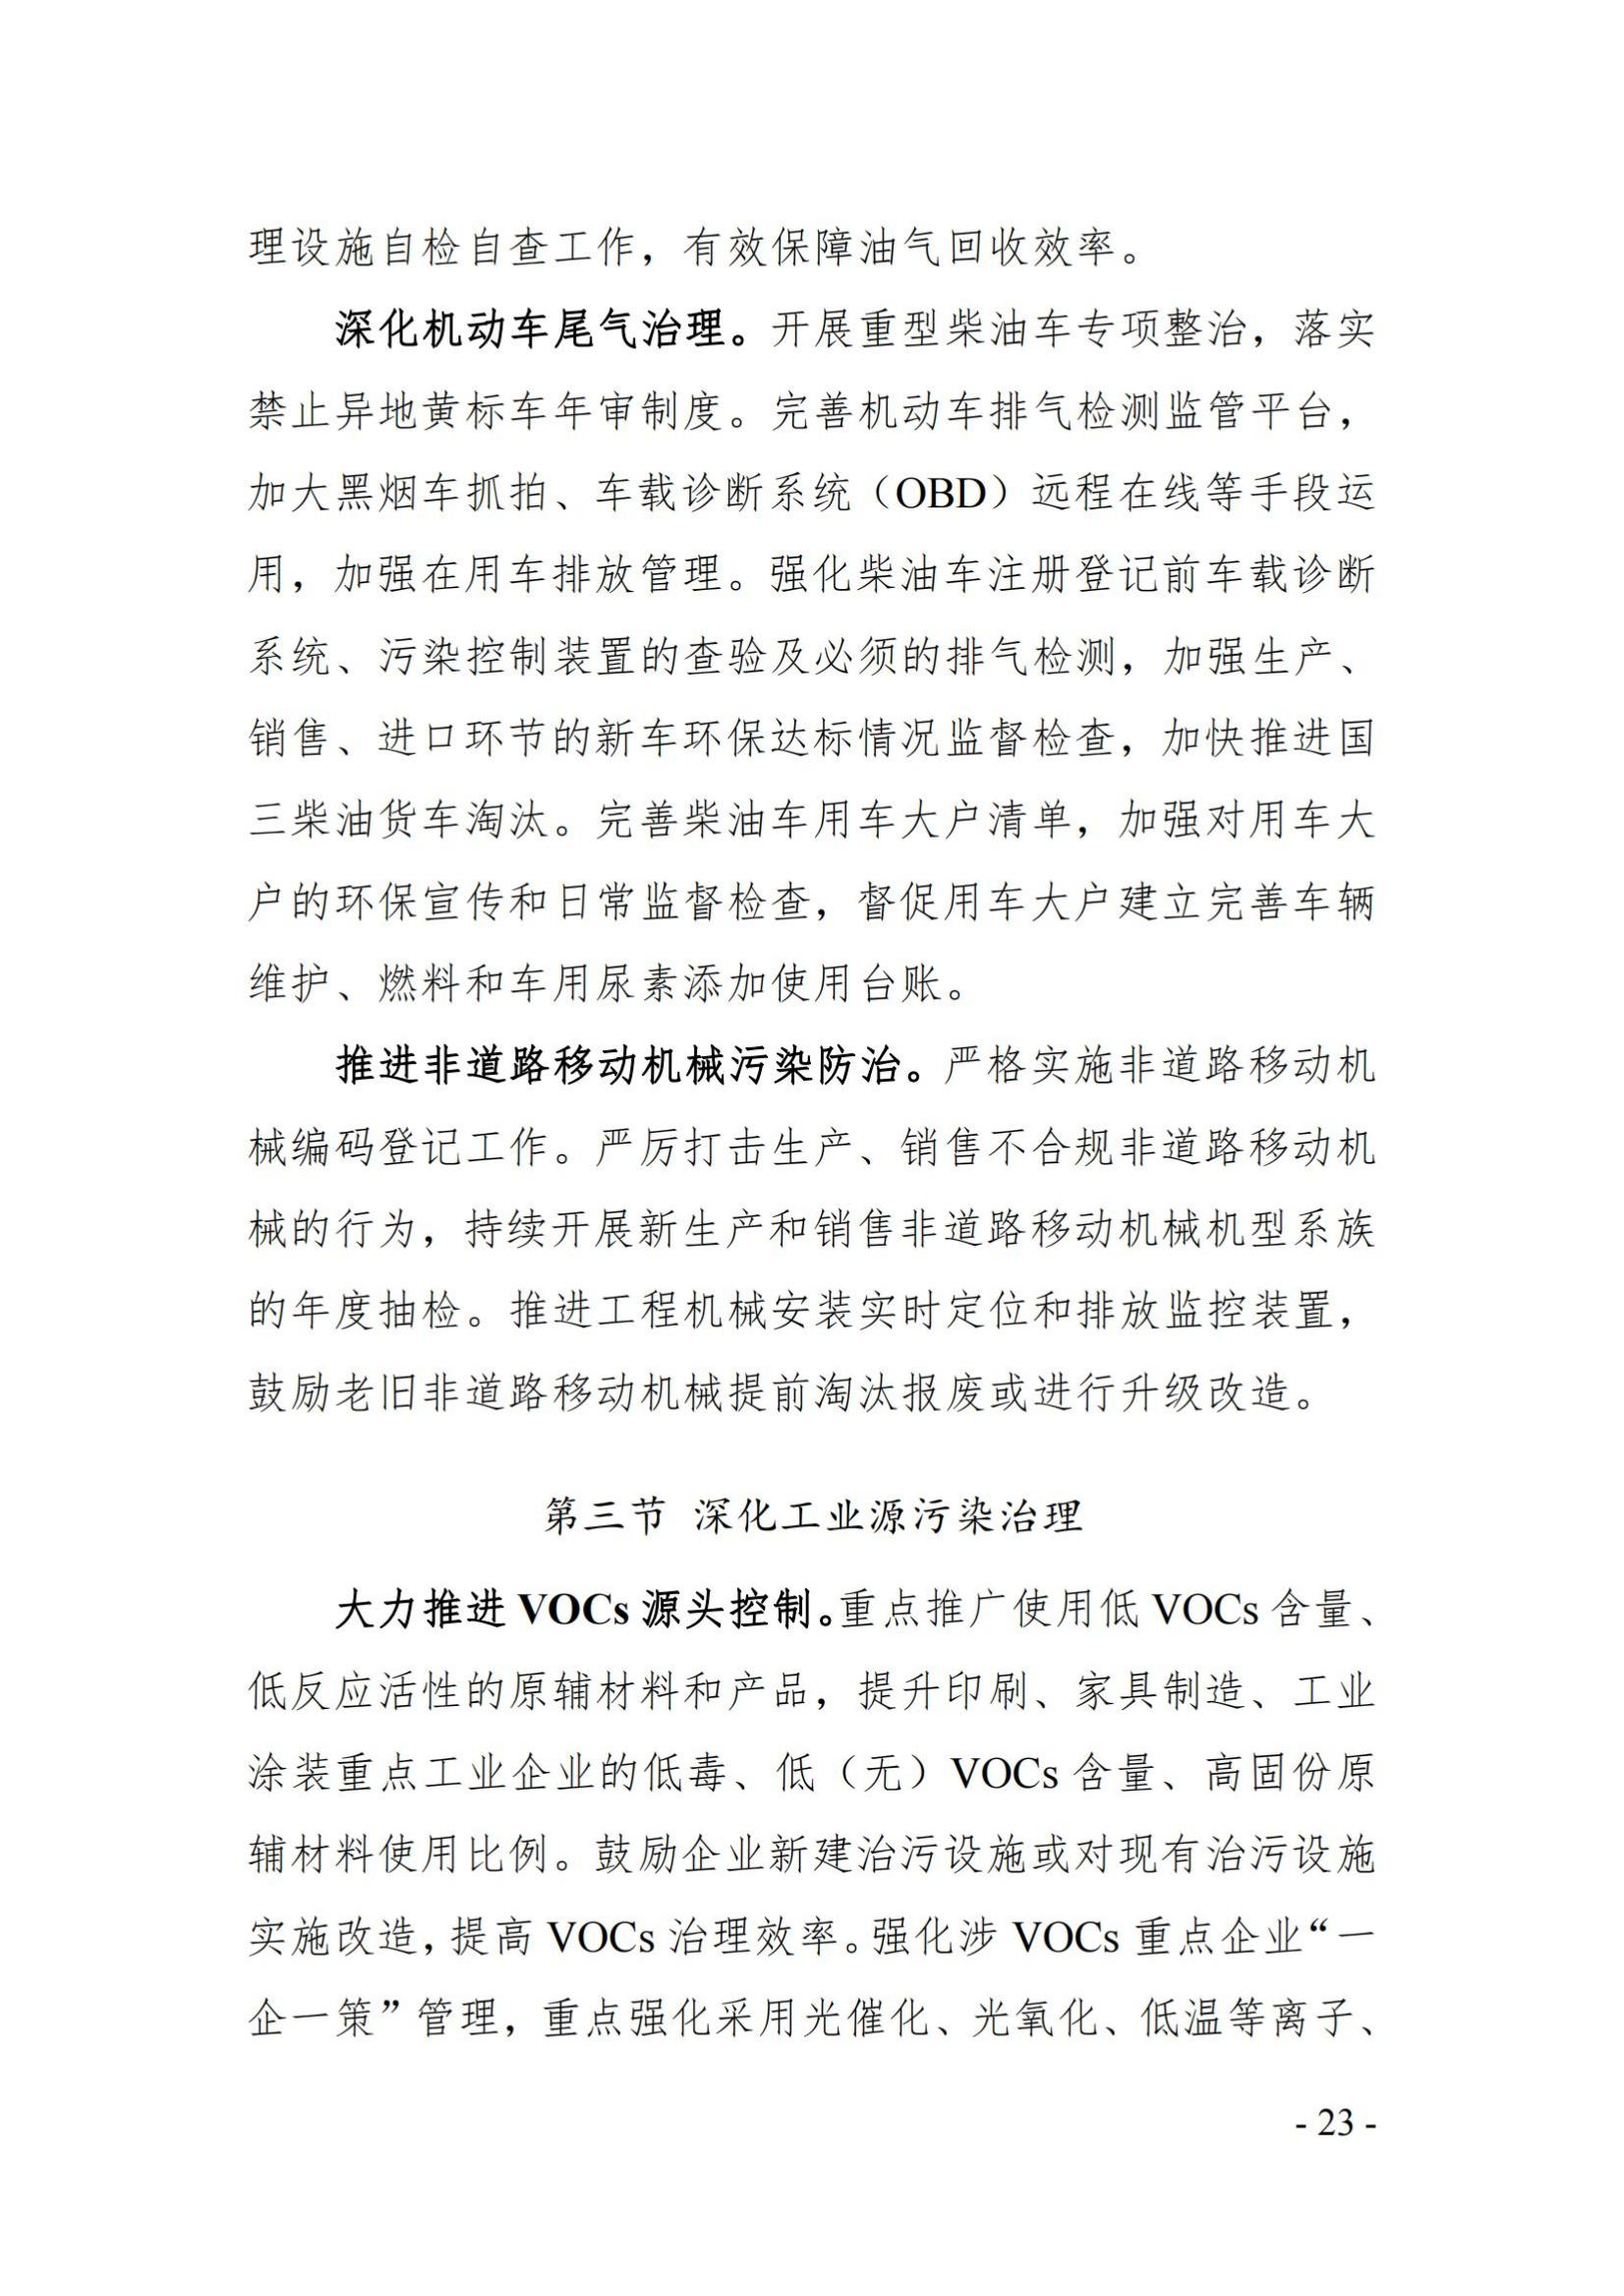 理设施自检自查工作，有效保障油气回收效率。
深化机动车尾气治理。开展重型柴油车专项整治，落实
禁止异地黄标车年审制度。完善机动车排气检测监管平台，
加大黑烟车抓拍、车载诊断系统（OBD）远程在线等手段运
用，加强在用车排放管理。强化柴油车注册登记前车载诊断
系统、污染控制装置的查验及必须的排气检测，加强生产、
销售、进口环节的新车环保达标情况监督检查，加快推进国
三柴油货车淘汰。完善柴油车用车大户清单，加强对用车大
户的环保宣传和日常监督检查，督促用车大户建立完善车辆
维护、燃料和车用尿素添加使用台账。
推进非道路移动机械污染防治。严格实施非道路移动机
械编码登记工作。严厉打击生产、销售不合规非道路移动机
械的行为，持续开展新生产和销售非道路移动机械机型系族
的年度抽检。推进工程机械安装实时定位和排放监控装置，
鼓励老旧非道路移动机械提前淘汰报废或进行升级改造。
第三节 深化工业源污染治理
大力推进 VOCs 源头控制。重点推广使用低 VOCs 含量、
低反应活性的原辅材料和产品，提升印刷、家具制造、工业
涂装重点工业企业的低毒、低（无）VOCs 含量、高固份原
辅材料使用比例。鼓励企业新建治污设施或对现有治污设施
实施改造，提高 VOCs 治理效率。强化涉 VOCs 重点企业“一
企一策”管理，重点强化采用光催化、光氧化、低温等离子、
- 23 -